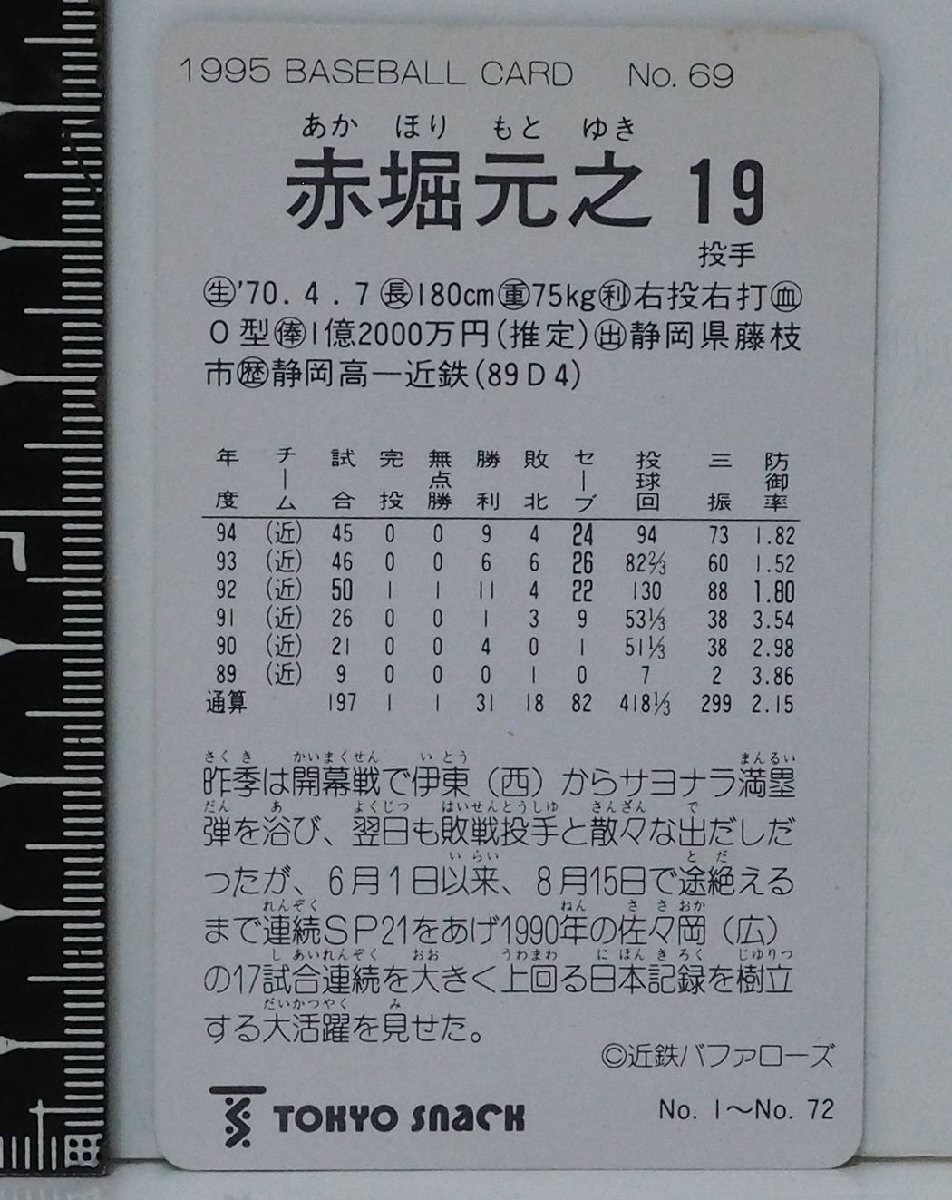 1995 BASEBALL CARD No. 69
あか ほり もと ゆき
赤堀元之 19
投手
㊌'70.4.7㊐180cm㊟75kg㊒右投右打㊊
O型㊋1億2000万円(推定)㊍静岡県藤枝
市㊎静岡高一近鉄(89D4)
年度 チーム 試合 完投 無点勝 勝利 敗北 セーブ 投球回 三振 防御率
94 (近) 45 0 0 9 4 24 94 73 1.82
93 (近) 46 0 0 6 6 26 82⅔ 60 1.52
92 (近) 50 1 1 11 4 22 130 88 1.80
91 (近) 26 0 0 1 3 9 53⅓ 38 3.54
90 (近) 21 0 0 4 0 1 51⅓ 38 2.98
89 (近) 9 0 0 0 1 0 7 2 3.86
通算 197 1 1 31 18 82 418⅓ 299 2.15
さくき かいまくせん いとう まんるい
昨季は開幕戦で伊東(西)からサヨナラ満塁
だん あ よくじつ はいせんとうしゆ さんざん で
弾を浴び、翌日も敗戦投手と散々な出だしだ
いらい とだ
ったが、6月1日以来、8月15日で途絶える
れんぞく ねん ささおか
まで連続SP21をあげ1990年の佐々岡(広)
しあいれんぞく おお うわまわ にほんきろく じゆりつ
の17試合連続を大きく上回る日本記録を樹立
だいかつやく み
する大活躍を見せた。
©近鉄バファローズ
TOKYO SNACK No. 1～No. 72